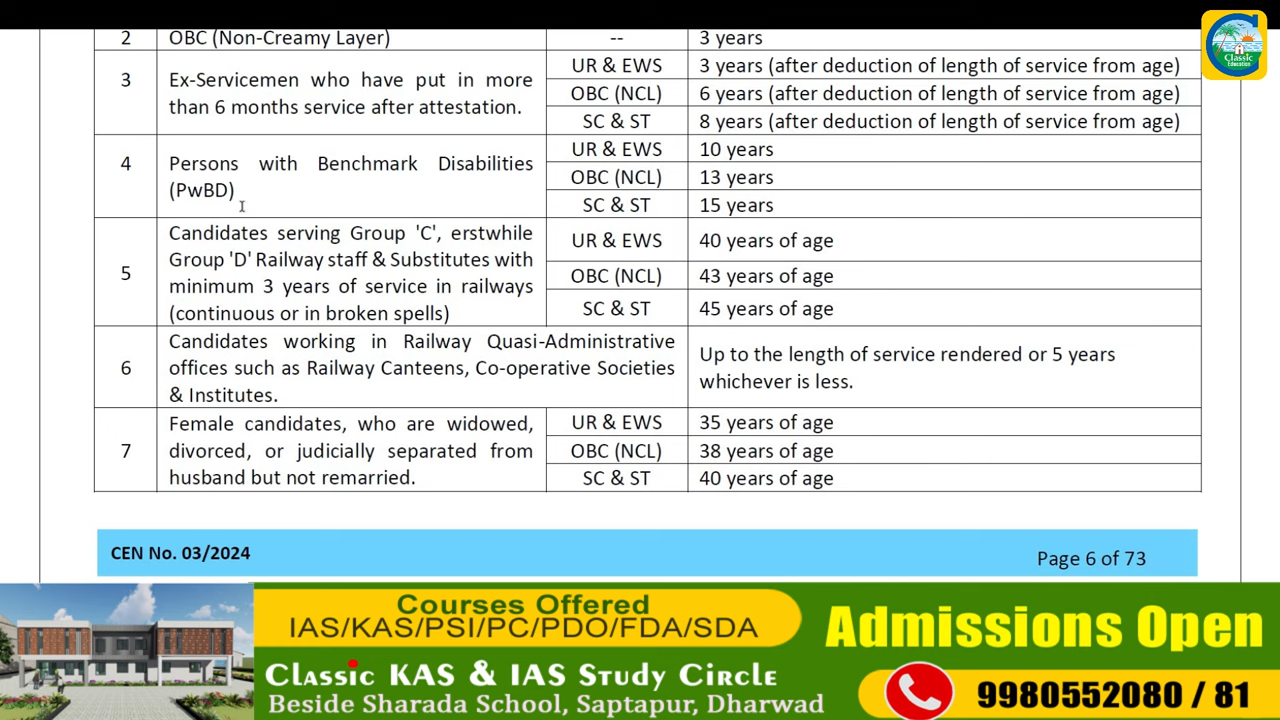 Classic
Education
2 OBC (Non-Creamy Layer) -- 3 years
3 Ex-Servicemen who have put in more than 6 months service after attestation.
UR & EWS 3 years (after deduction of length of service from age)
OBC (NCL) 6 years (after deduction of length of service from age)
SC & ST 8 years (after deduction of length of service from age)
4 Persons with Benchmark Disabilities
(PwBD)
UR & EWS 10 years
OBC (NCL) 13 years
SC & ST 15 years
5 Candidates serving Group 'C', erstwhile
Group 'D' Railway staff & Substitutes with
minimum 3 years of service in railways
(continuous or in broken spells)
UR & EWS 40 years of age
OBC (NCL) 43 years of age
SC & ST 45 years of age
6 Candidates working in Railway Quasi-Administrative
offices such as Railway Canteens, Co-operative Societies
& Institutes.
Up to the length of service rendered or 5 years
whichever is less.
7 Female candidates, who are widowed,
divorced, or judicially separated from
husband but not remarried.
UR & EWS 35 years of age
OBC (NCL) 38 years of age
SC & ST 40 years of age
CEN No. 03/2024
Page 6 of 73
Courses Offered
IAS/KAS/PSI/PC/PDO/FDA/SDA
Classic KAS & IAS Study Circle
Beside Sharada School, Saptapur, Dharwad
Admissions Open
9980552080 / 81